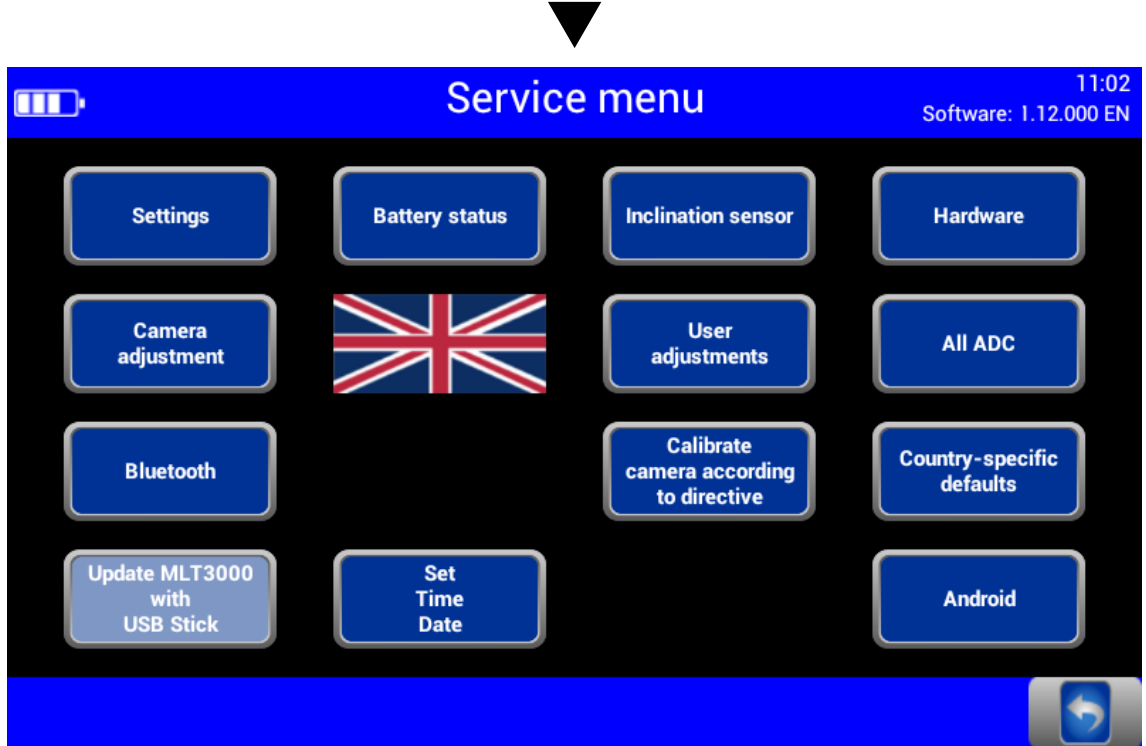 Service menu
11:02
Software: 1.12.000 EN
Settings
Battery status
Inclination sensor
Hardware
Camera
adjustment
User
adjustments
All ADC
Bluetooth
Calibrate
camera according
to directive
Country-specific
defaults
Update MLT3000
with
USB Stick
Set
Time
Date
Android